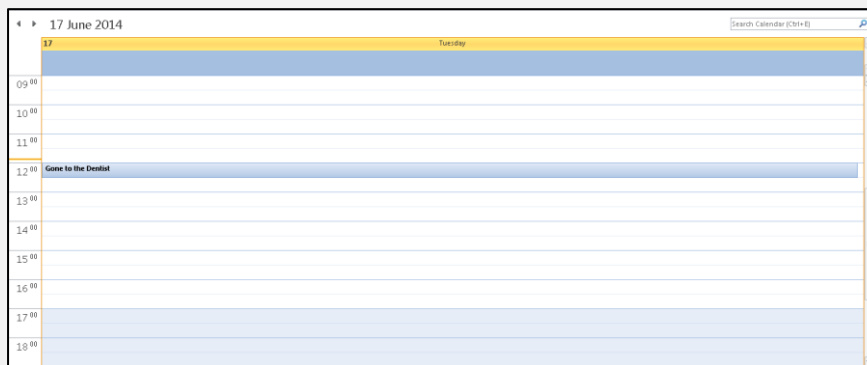 17 June 2014
Search Calendar (Ctrl+E)
17 Tuesday
09 00
10 00
11 00
12 00 Gone to the Dentist
13 00
14 00
15 00
16 00
17 00
18 00